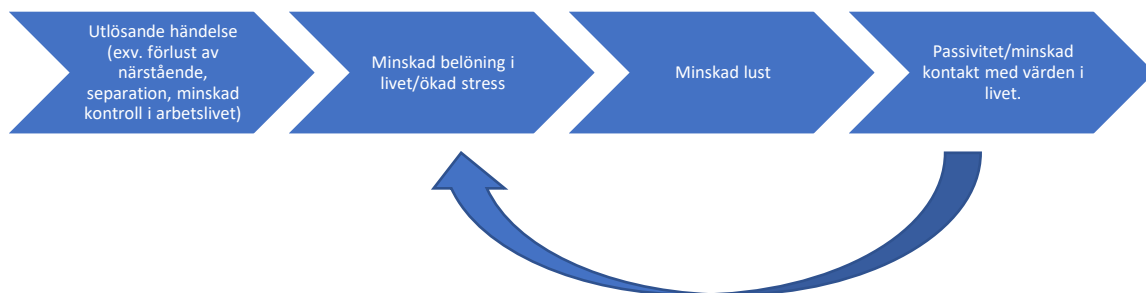 Utlösande händelse
(exv. förlust av
närstående,
separation, minskad
kontroll i arbetslivet)
Minskad belöning i
livet/ökad stress
Minskad lust
Passivitet/minskad
kontakt med värden i
livet.